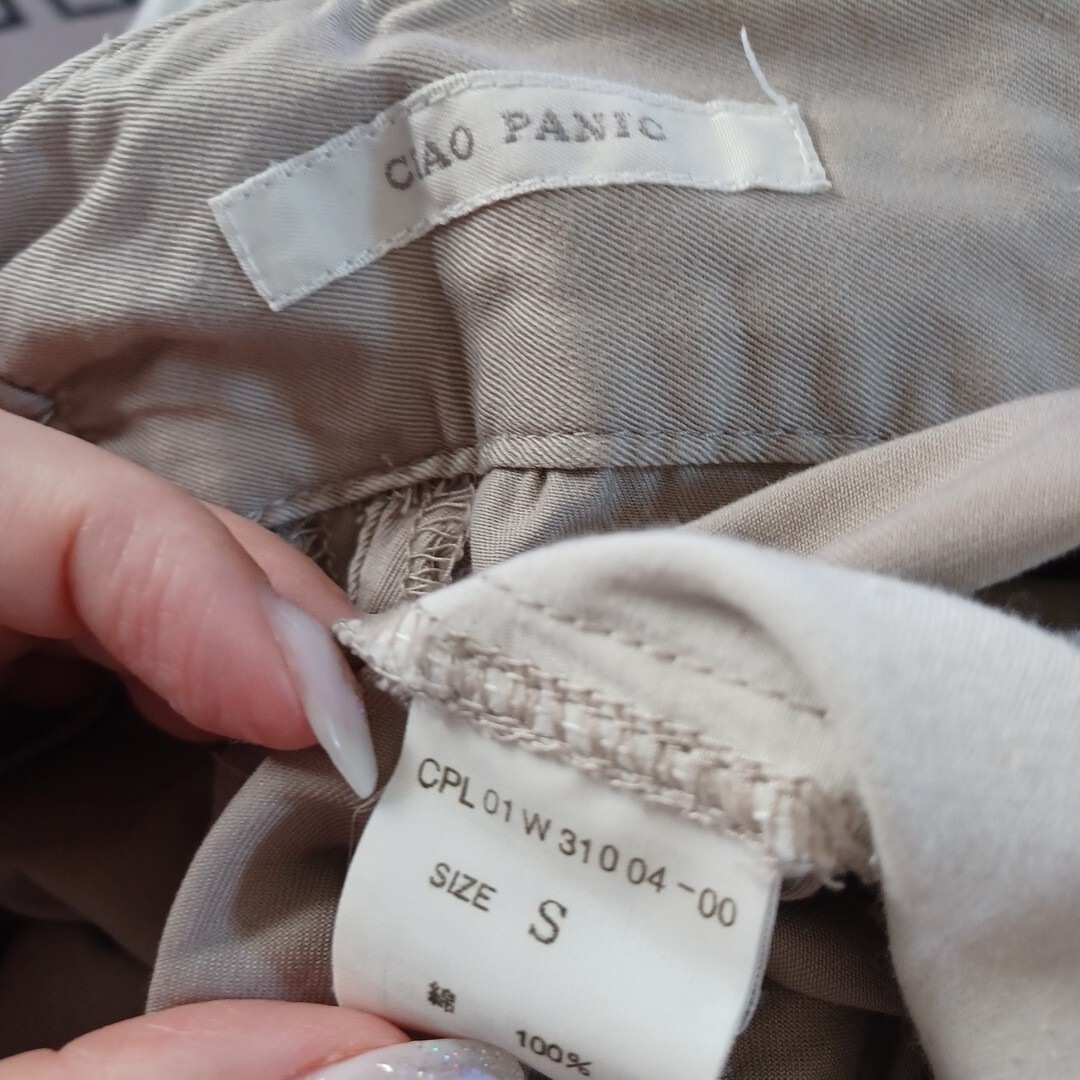 CIAO PANIC
CPL 01 W 310 04-00
SIZE S
綿 100%